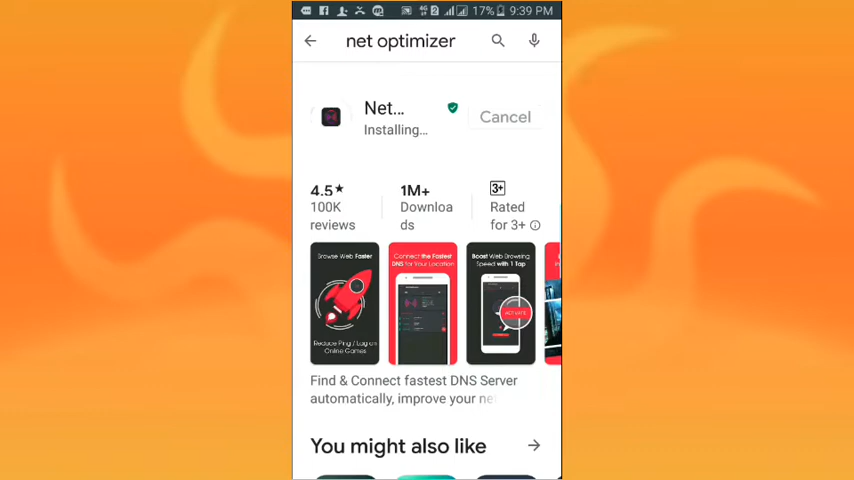 17% 9:39 PM
net optimizer
Net...
Installing...
Cancel
4.5★
100K
reviews
1M+
Downloa
ds
3+
Rated
for 3+
Browse Web Faster
Reduce Ping / Lag on
Online Games
Connect the Fastest
DNS for Your Location
Boost Web Browsing
Speed with 1 Tap
ACTIVATE
Find & Connect fastest DNS Server
automatically, improve your ne
You might also like